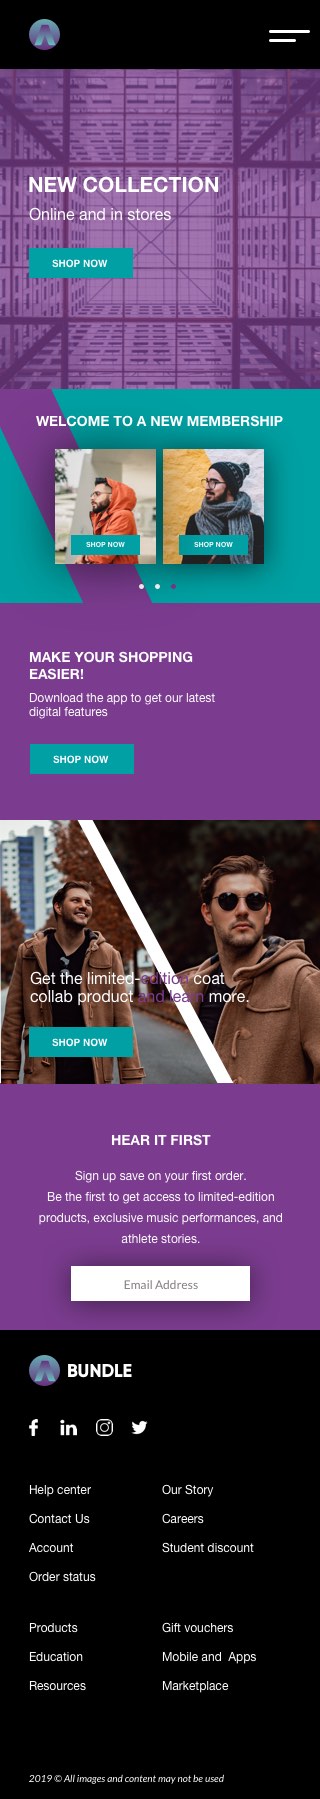 NEW COLLECTION
Online and in stores
SHOP NOW
WELCOME TO A NEW MEMBERSHIP
SHOP NOW
SHOP NOW
MAKE YOUR SHOPPING
EASIER!
Download the app to get our latest
digital features
SHOP NOW
Get the limited-edition coat
collab product and learn more.
SHOP NOW
HEAR IT FIRST
Sign up save on your first order.
Be the first to get access to limited-edition
products, exclusive music performances, and
athlete stories.
Email Address
BUNDLE
Help center
Our Story
Contact Us
Careers
Account
Student discount
Order status
Products
Gift vouchers
Education
Mobile and  Apps
Resources
Marketplace
2019 © All images and content may not be used